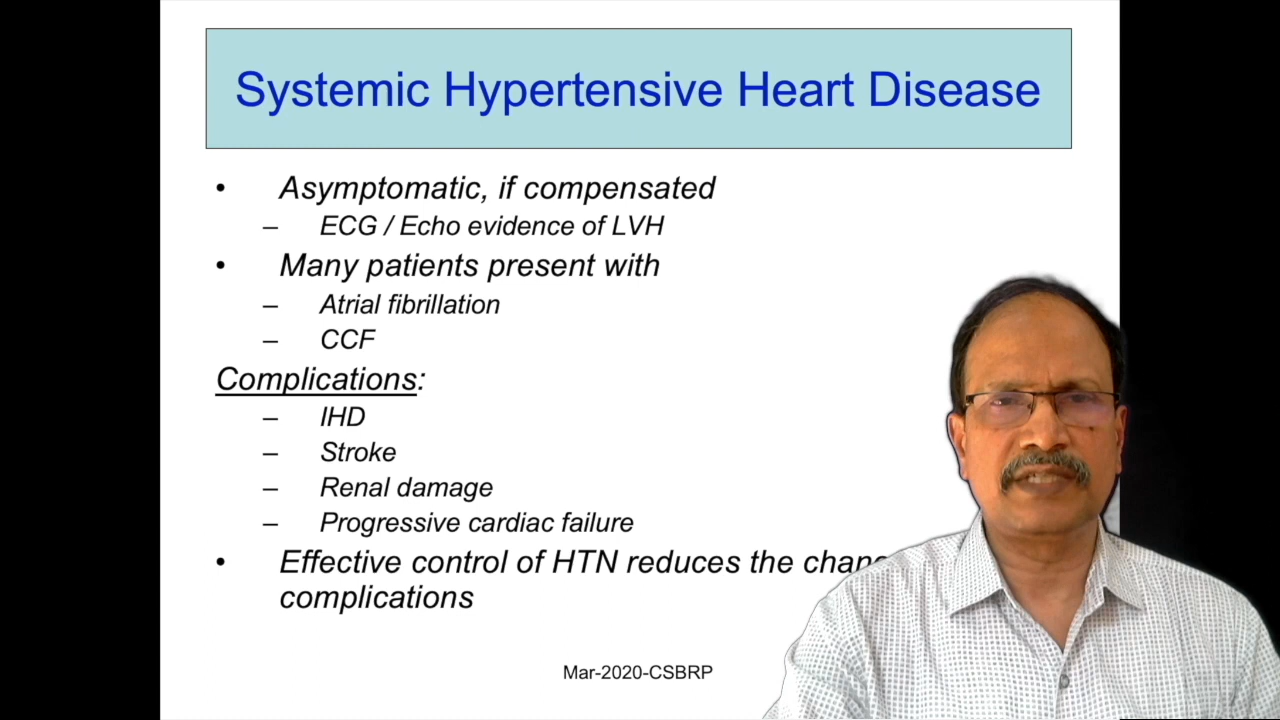 Systemic Hypertensive Heart Disease
• Asymptomatic, if compensated
– ECG / Echo evidence of LVH
• Many patients present with
– Atrial fibrillation
– CCF
Complications:
– IHD
– Stroke
– Renal damage
– Progressive cardiac failure
• Effective control of HTN reduces the
complications
Mar-2020-CSBRP